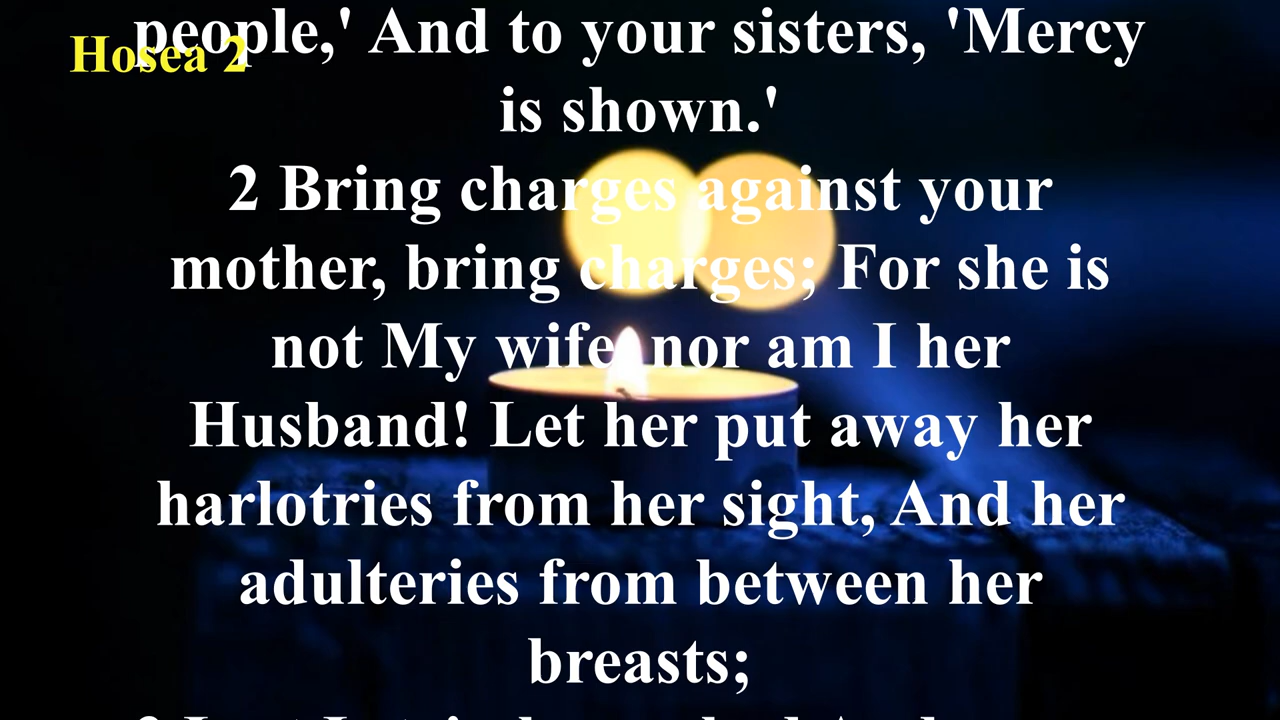 people,' And to your sisters, 'Mercy
Hosea 2
is shown.'
2 Bring charges against your
mother, bring charges; For she is
not My wife, nor am I her
Husband! Let her put away her
harlotries from her sight, And her
adulteries from between her
breasts;